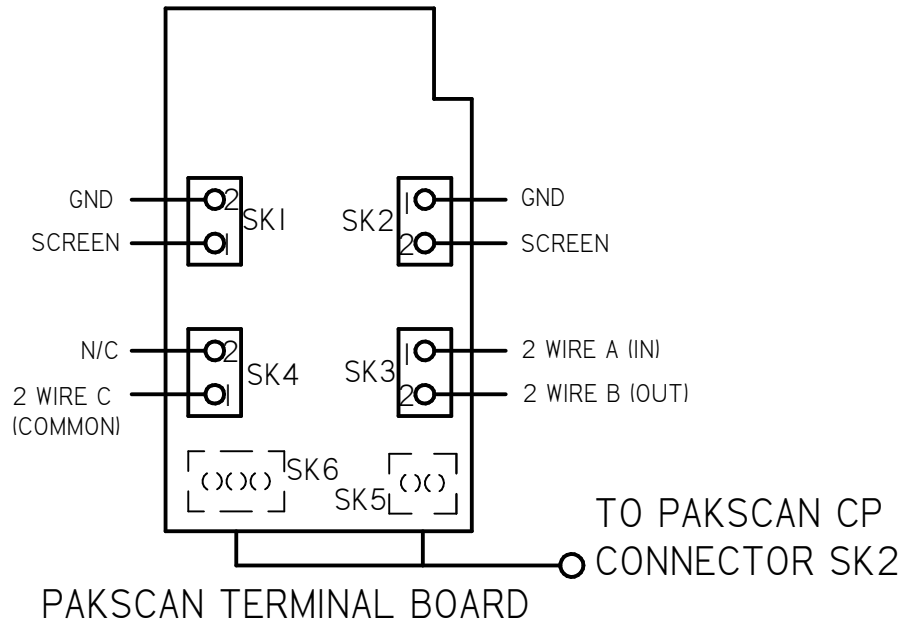 GND
2
SK1
1
SCREEN
SK2
1
2
GND
SCREEN
N/C
2
SK4
1
2 WIRE C
(COMMON)
SK3
1
2
2 WIRE A (IN)
2 WIRE B (OUT)
SK6
SK5
TO PAKSCAN CP
CONNECTOR SK2
PAKSCAN TERMINAL BOARD